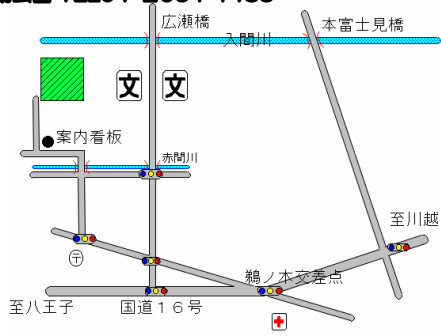 広瀬橋
本富士見橋
入間川
文
文
案内看板
赤間川
至川越
〒
鵜ノ木交差点
至八王子
国道１６号